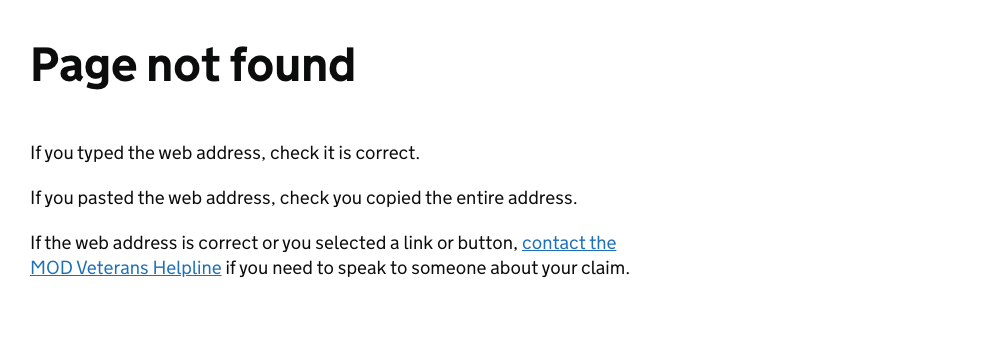 Page not found
If you typed the web address, check it is correct.
If you pasted the web address, check you copied the entire address.
If the web address is correct or you selected a link or button, contact the
MOD Veterans Helpline if you need to speak to someone about your claim.